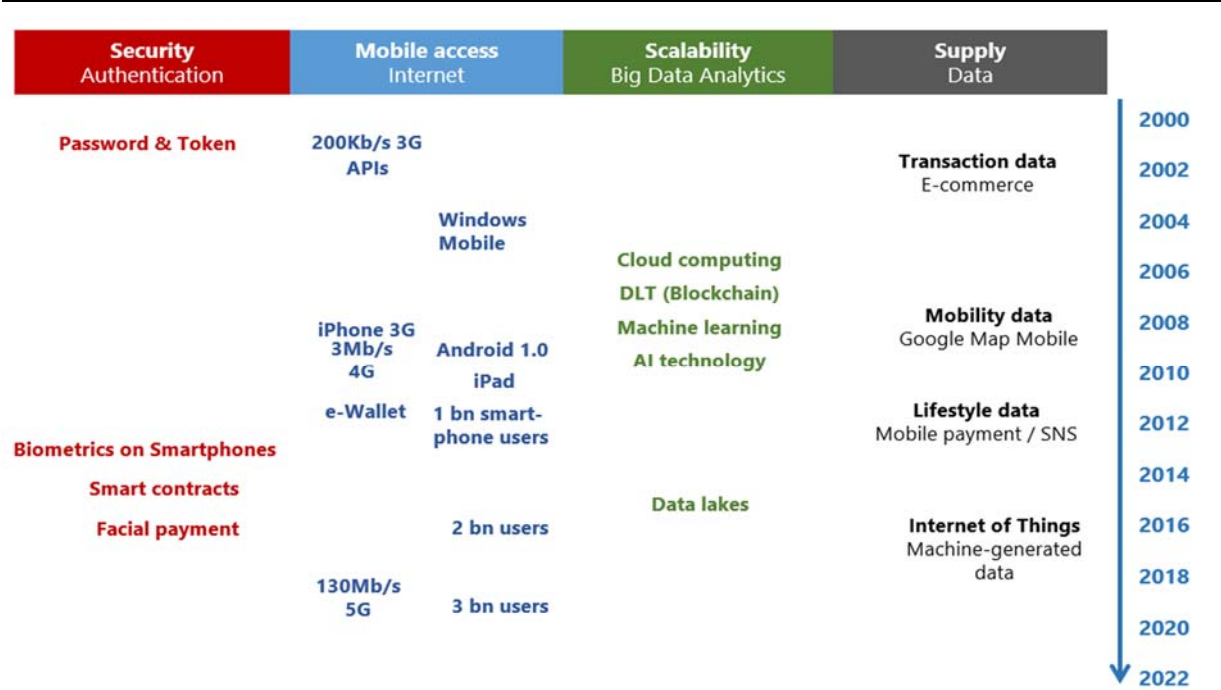 Security
Authentication
Mobile access
Internet
Scalability
Big Data Analytics
Supply
Data
Password & Token
Biometrics on Smartphones
Smart contracts
Facial payment
200Kb/s 3G
APIs
Windows
Mobile
iPhone 3G
3Mb/s
4G
Android 1.0
iPad
e-Wallet
1 bn smart-
phone users
2 bn users
130Mb/s
5G
3 bn users
Cloud computing
DLT (Blockchain)
Machine learning
AI technology
Data lakes
Transaction data
E-commerce
Mobility data
Google Map Mobile
Lifestyle data
Mobile payment / SNS
Internet of Things
Machine-generated
data
2000
2002
2004
2006
2008
2010
2012
2014
2016
2018
2020
2022